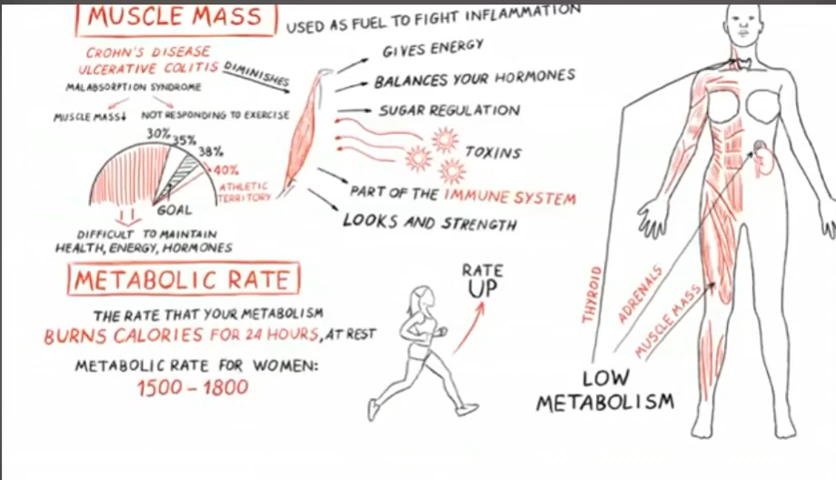 MUSCLE MASS
USED AS FUEL TO FIGHT INFLAMMATION
CROHN'S DISEASE
ULCERATIVE COLITIS
DIMINISHES
MALABSORPTION SYNDROME
MUSCLE MASS↓ NOT RESPONDING TO EXERCISE
30%
35%
38%
40%
ATHLETIC
TERRITORY
GOAL
DIFFICULT TO MAINTAIN
HEALTH, ENERGY, HORMONES
GIVES ENERGY
BALANCES YOUR HORMONES
SUGAR REGULATION
TOXINS
PART OF THE IMMUNE SYSTEM
LOOKS AND STRENGTH
METABOLIC RATE
THE RATE THAT YOUR METABOLISM
BURNS CALORIES FOR 24 HOURS, AT REST
METABOLIC RATE FOR WOMEN:
1500 – 1800
RATE
UP
THYROID
ADRENALS
MUSCLE MASS
LOW
METABOLISM